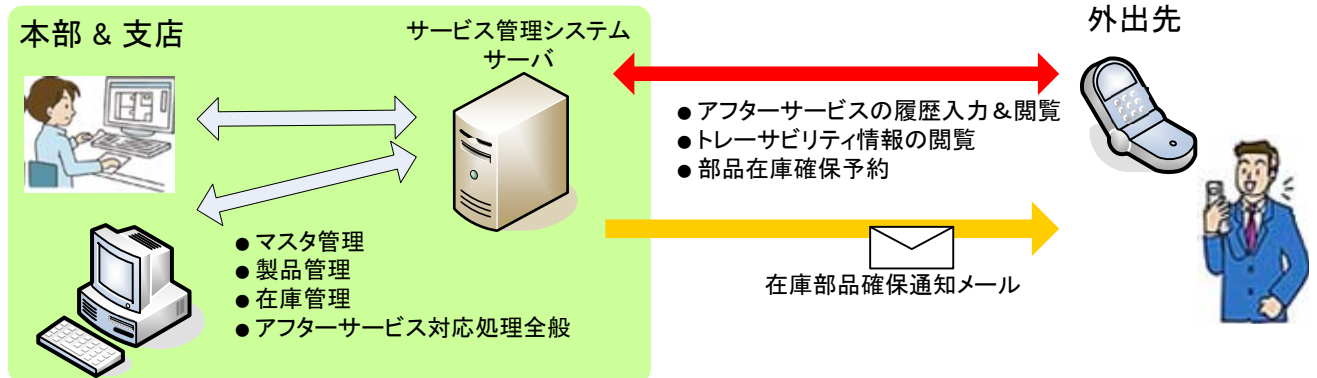 本部 & 支店
サービス管理システム
サーバ
外出先
● アフターサービスの履歴入力&閲覧
● トレーサビリティ情報の閲覧
● 部品在庫確保予約
● マスタ管理
● 製品管理
● 在庫管理
● アフターサービス対応処理全般
在庫部品確保通知メール